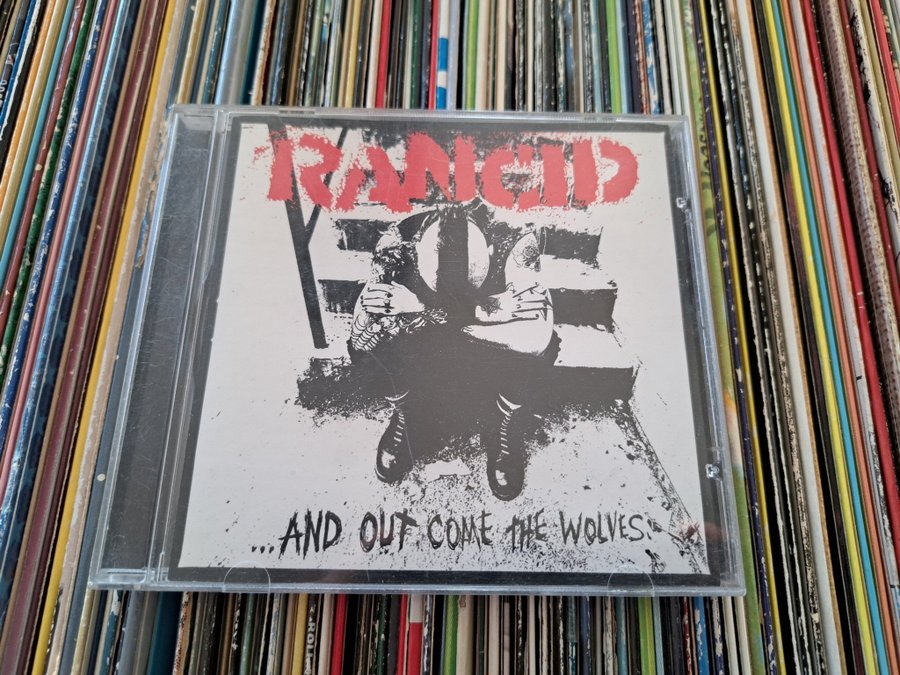 RANCID
...AND OUT COME THE WOLVES.